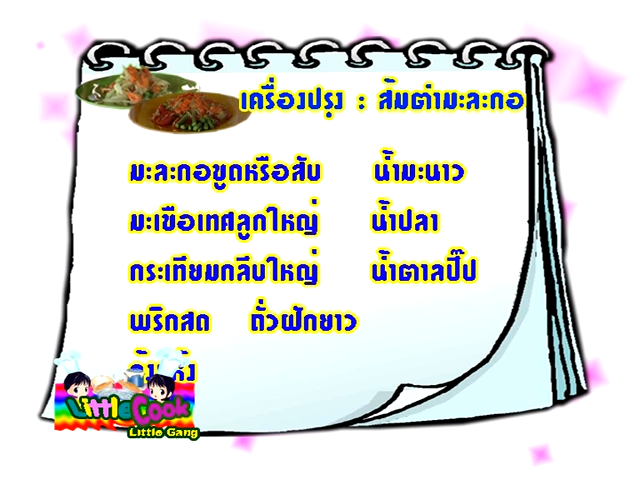 เครื่องปรุง : ส้มตำมะละกอ
มะละกอขูดหรือสับ น้ำมะนาว
มะเขือเทศลูกใหญ่ น้ำปลา
กระเทียมกลีบใหญ่ น้ำตาลปี๊ป
พริกสด ถั่วฝักยาว
Little Cook
Little Gang